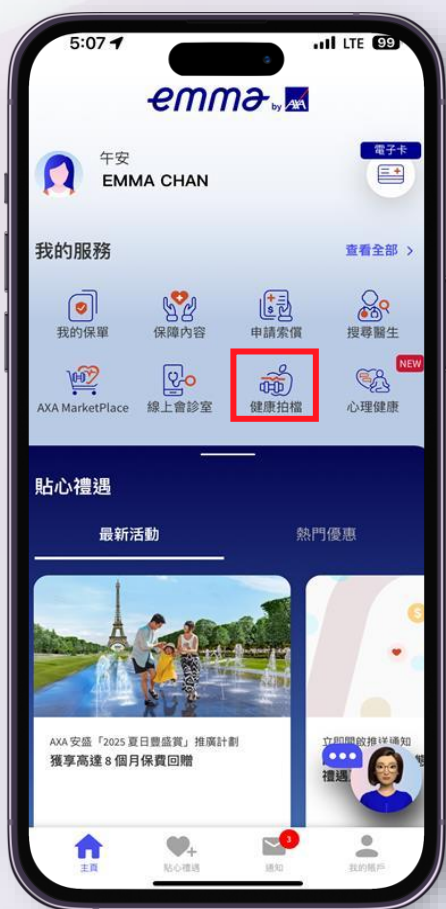 5:07
LTE 99
emma by AXA
電子卡
午安
EMMA CHAN
我的服務
查看全部 >
我的保單
保障內容
申請索償
搜尋醫生
NEW
AXA MarketPlace
線上會診室
健康拍檔
心理健康
貼心禮遇
最新活動
熱門優惠
AXA 安盛「2025 夏日豐盛賞」推廣計劃
獲享高達 8 個月保費回贈
立即開啟推送通知
禮遇
3
主頁
貼心禮遇
通知
我的賬戶